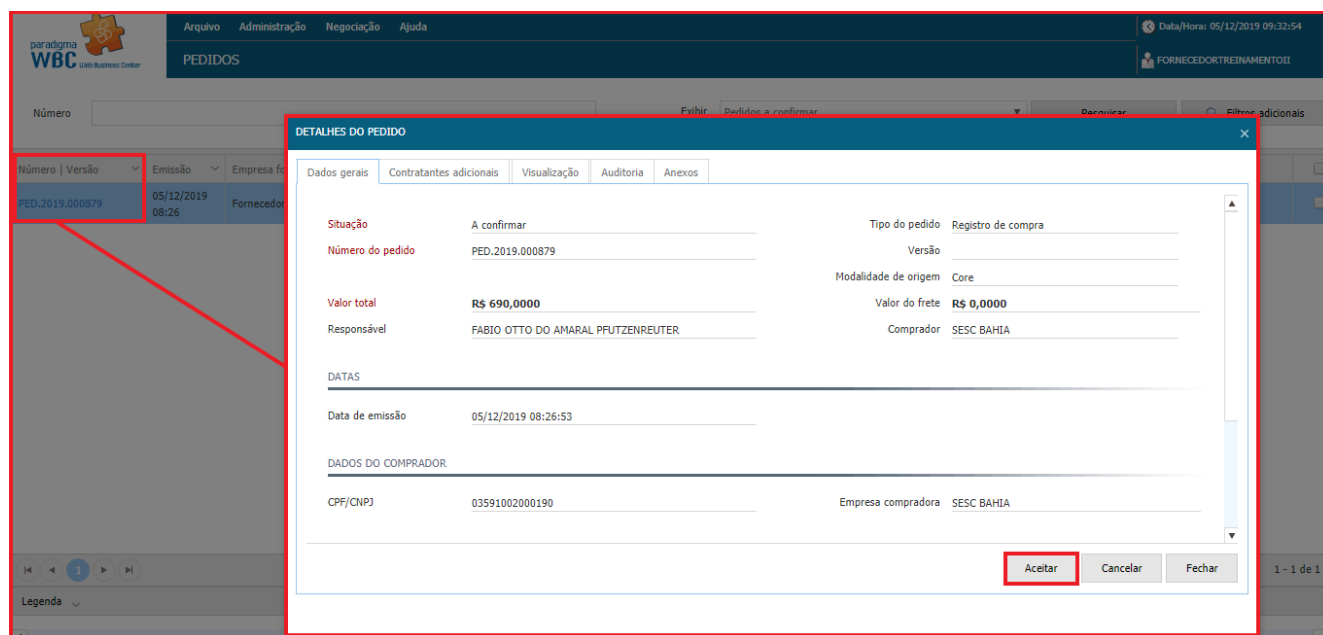 Arquivo Administração Negociação Ajuda
Data/Hora: 05/12/2019 09:32:54
paradigma
WBC Web Business Center
PEDIDOS
FORNECEDORTREINAMENTOII
Número
Exibir Pedidos a confirmar
Pesquisar
Filtros adicionais
DETALHES DO PEDIDO
Número | Versão Emissão Empresa fo
PED.2019.000879
05/12/2019
08:26
Fornecedor
Dados gerais Contratantes adicionais Visualização Auditoria Anexos
Situação A confirmar Tipo do pedido Registro de compra
Número do pedido PED.2019.000879 Versão
Modalidade de origem Core
Valor total R$ 690,0000 Valor do frete R$ 0,0000
Responsável FABIO OTTO DO AMARAL PFUTZENREUTER Comprador SESC BAHIA
DATAS
Data de emissão 05/12/2019 08:26:53
DADOS DO COMPRADOR
CPF/CNPJ 03591002000190 Empresa compradora SESC BAHIA
Aceitar Cancelar Fechar
1
1 - 1 de 1
Legenda